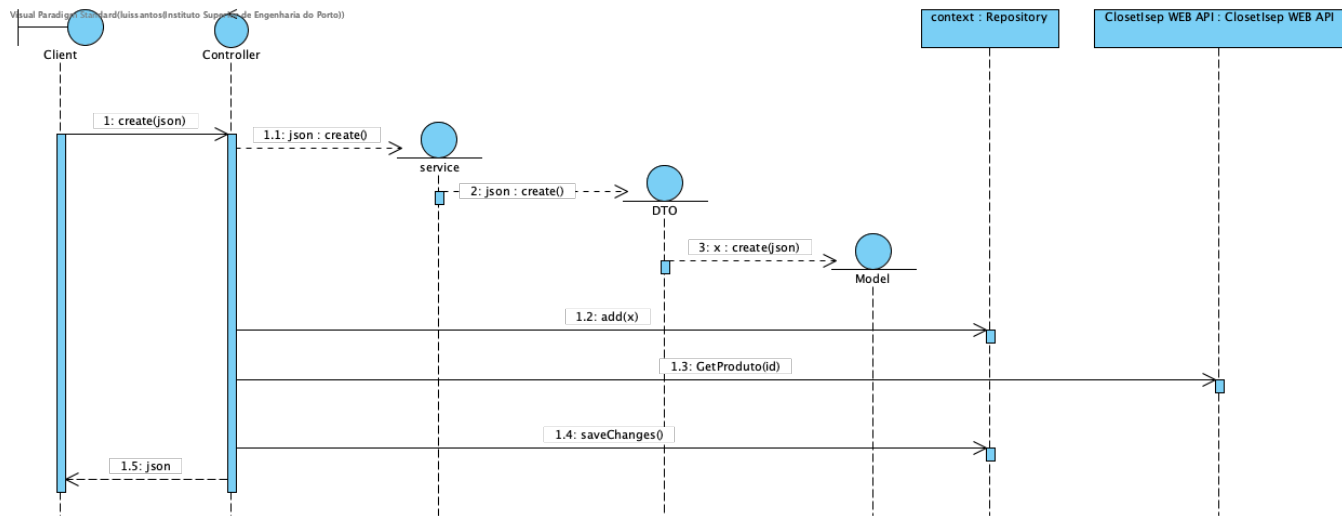 Visual Paradigm Standard(luissantos(Instituto Superior de Engenharia do Porto))
context : Repository
ClosetIsep WEB API : ClosetIsep WEB API
Client
Controller
1: create(json)
1.1: json : create()
service
2: json : create()
DTO
3: x : create(json)
Model
1.2: add(x)
1.3: GetProduto(id)
1.4: saveChanges()
1.5: json